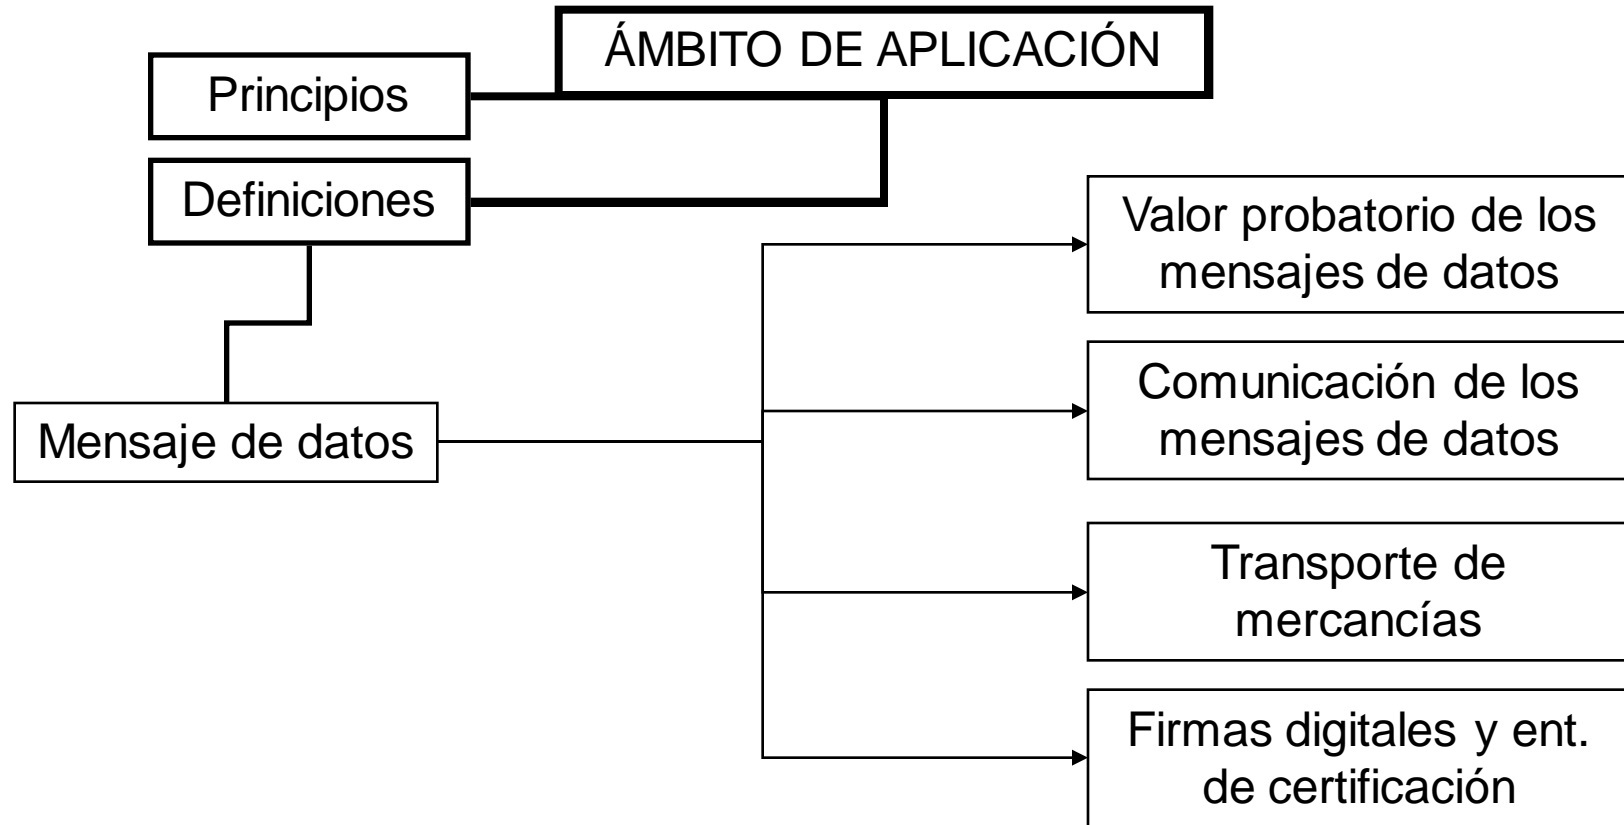 ÁMBITO DE APLICACIÓN
Principios
Definiciones
Mensaje de datos
Valor probatorio de los
mensajes de datos
Comunicación de los
mensajes de datos
Transporte de
mercancías
Firmas digitales y ent.
de certificación